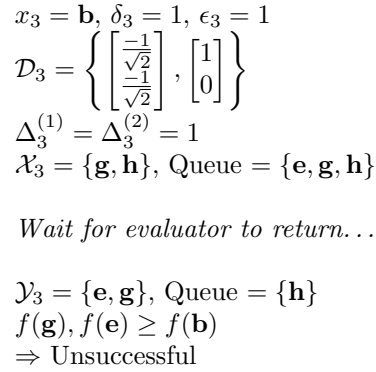 x₃ = b, δ₃ = 1, ϵ₃ = 1
𝒟₃ = { [ −1/√2 ; −1/√2 ], [ 1 ; 0 ] }
Δ₃⁽¹⁾ = Δ₃⁽²⁾ = 1
𝒳₃ = {g, h}, Queue = {e, g, h}
Wait for evaluator to return...
𝒴₃ = {e, g}, Queue = {h}
f(g), f(e) ≥ f(b)
⇒ Unsuccessful